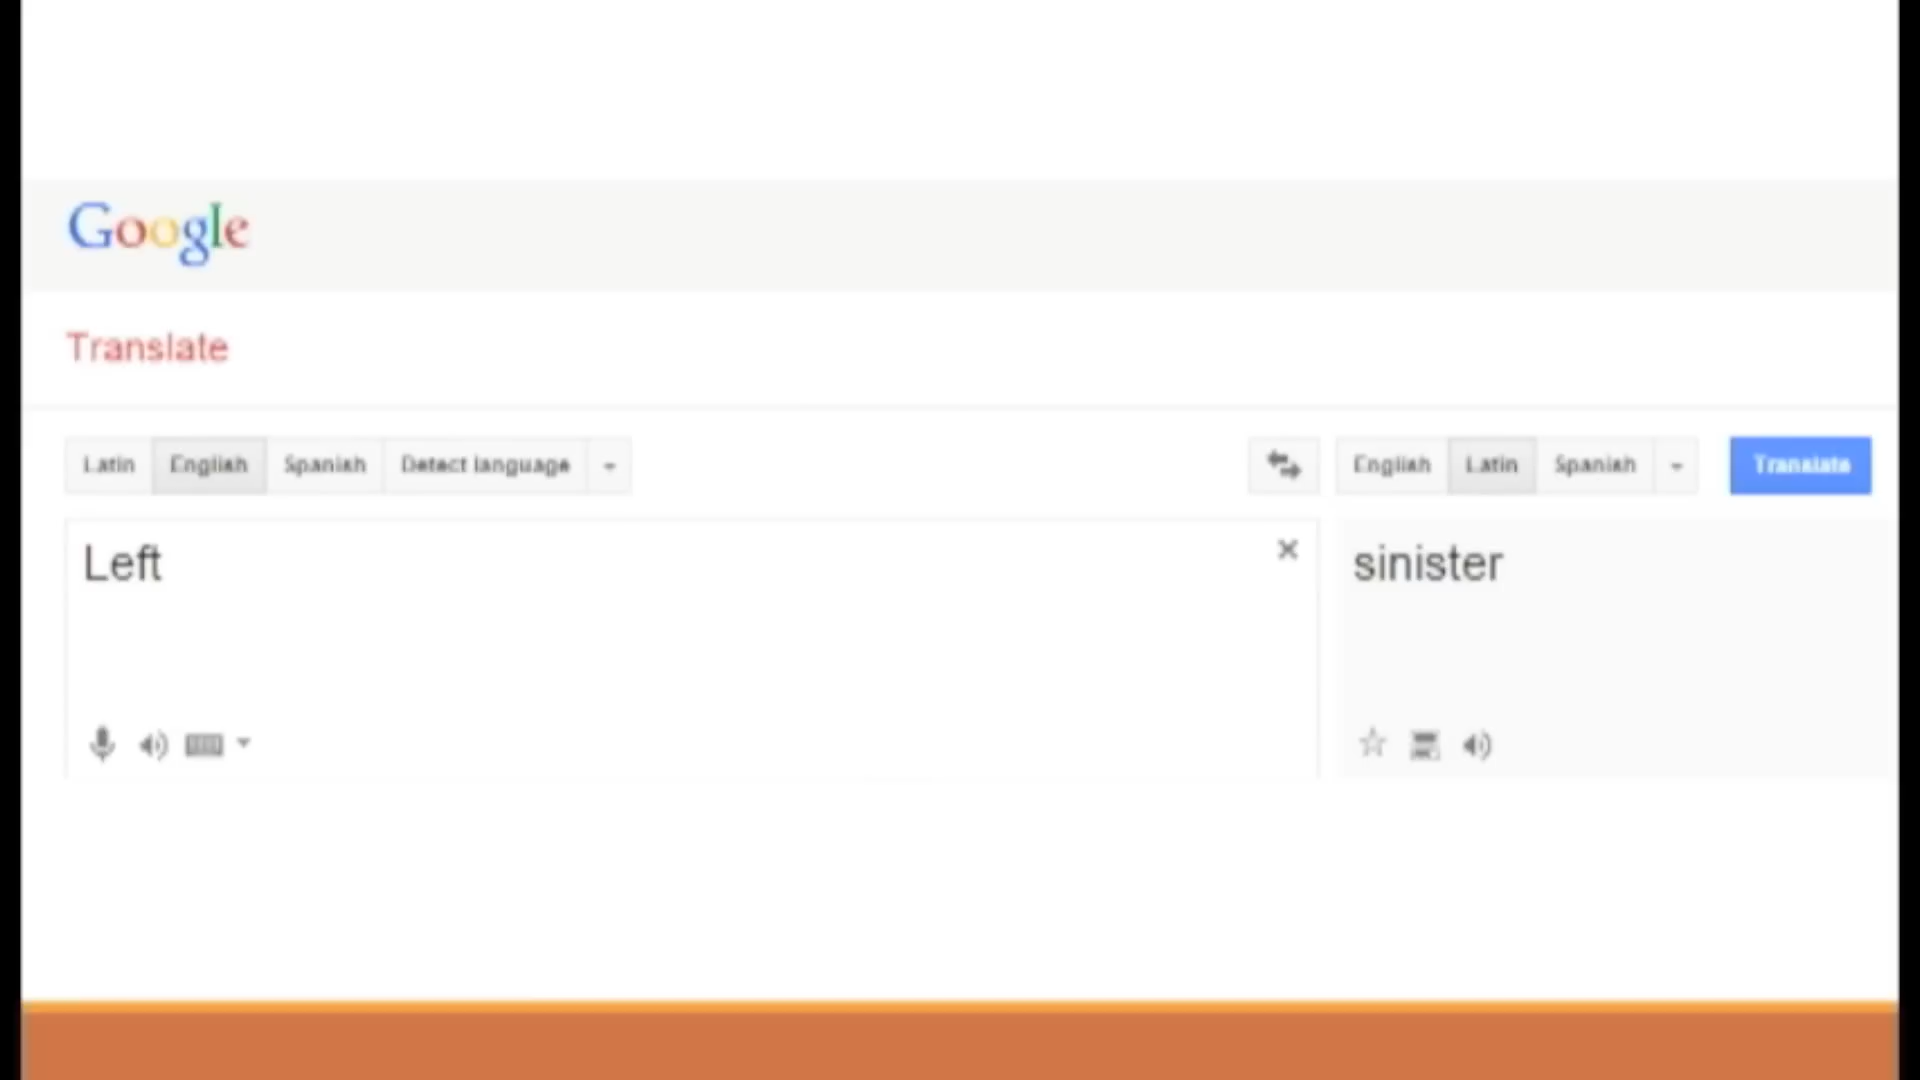 Google
Translate
Latin English Spanish Detect language English Latin Spanish Translate
Left sinister